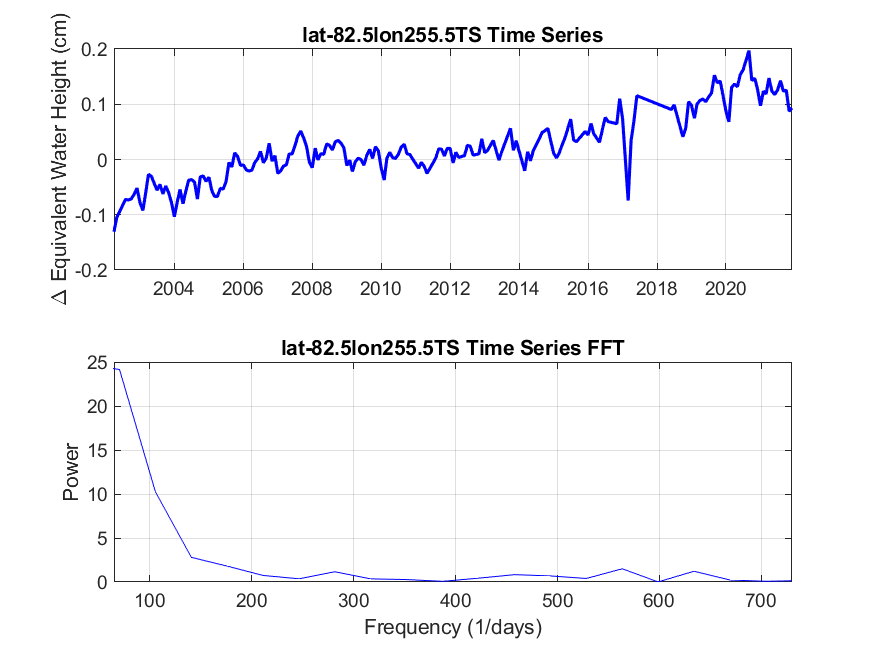 lat-82.5lon255.5TS Time Series
Δ Equivalent Water Height (cm)
0.2
0.1
0
-0.1
-0.2
2004 2006 2008 2010 2012 2014 2016 2018 2020
lat-82.5lon255.5TS Time Series FFT
Power
25
20
15
10
5
0
100 200 300 400 500 600 700
Frequency (1/days)